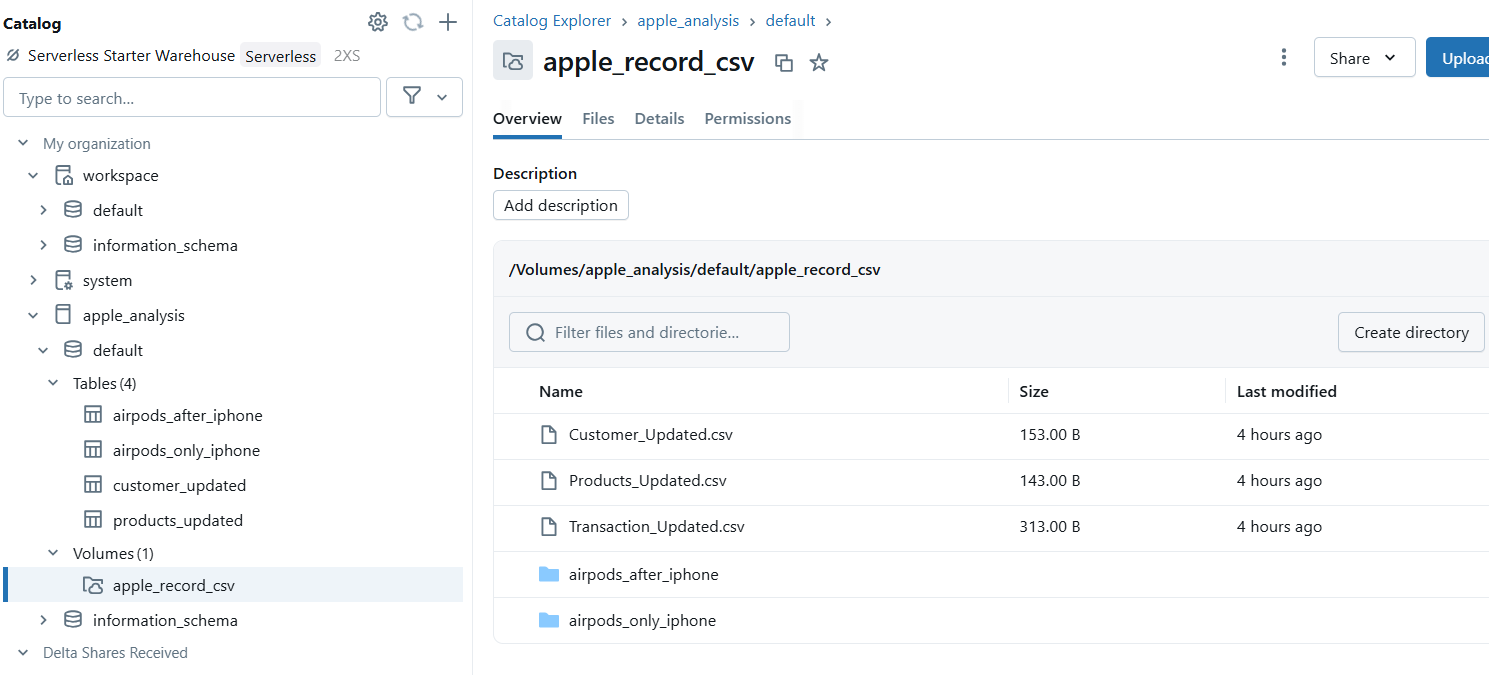 Catalog
Serverless Starter Warehouse Serverless 2XS
Type to search...
My organization
workspace
default
information_schema
system
apple_analysis
default
Tables (4)
airpods_after_iphone
airpods_only_iphone
customer_updated
products_updated
Volumes (1)
apple_record_csv
information_schema
Delta Shares Received
Catalog Explorer > apple_analysis > default >
apple_record_csv
Share
Upload
Overview Files Details Permissions
Description
Add description
/Volumes/apple_analysis/default/apple_record_csv
Filter files and directorie...
Create directory
Name Size Last modified
Customer_Updated.csv 153.00 B 4 hours ago
Products_Updated.csv 143.00 B 4 hours ago
Transaction_Updated.csv 313.00 B 4 hours ago
airpods_after_iphone
airpods_only_iphone